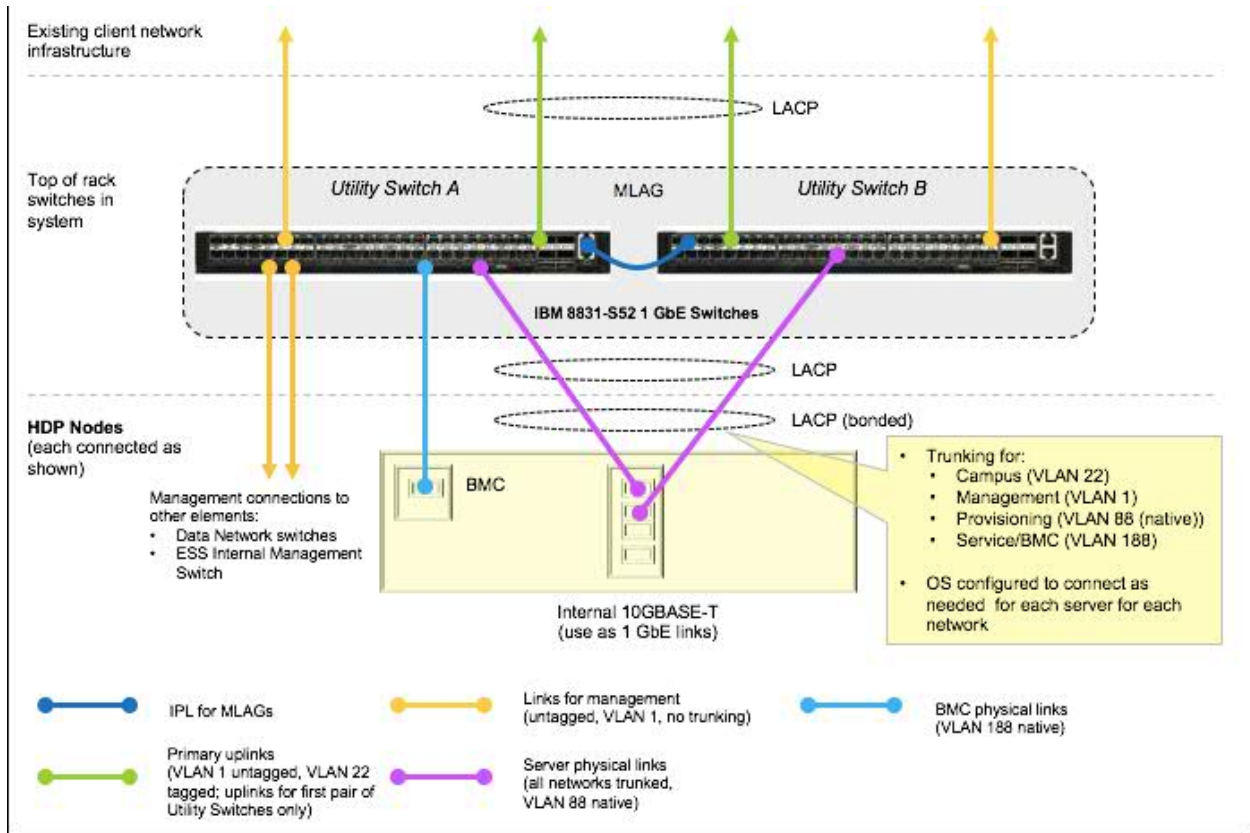 Existing client network
infrastructure
LACP
Top of rack
switches in
system
Utility Switch A
MLAG
Utility Switch B
IBM 8831-S52 1 GbE Switches
LACP
HDP Nodes
(each connected as
shown)
LACP (bonded)
BMC
Management connections to
other elements:
• Data Network switches
• ESS Internal Management
Switch
Internal 10GBASE-T
(use as 1 GbE links)
• Trunking for:
• Campus (VLAN 22)
• Management (VLAN 1)
• Provisioning (VLAN 88 (native))
• Service/BMC (VLAN 188)
• OS configured to connect as
needed for each server for each
network
IPL for MLAGs
Links for management
(untagged, VLAN 1, no trunking)
BMC physical links
(VLAN 188 native)
Primary uplinks
(VLAN 1 untagged, VLAN 22
tagged; uplinks for first pair of
Utility Switches only)
Server physical links
(all networks trunked,
VLAN 88 native)